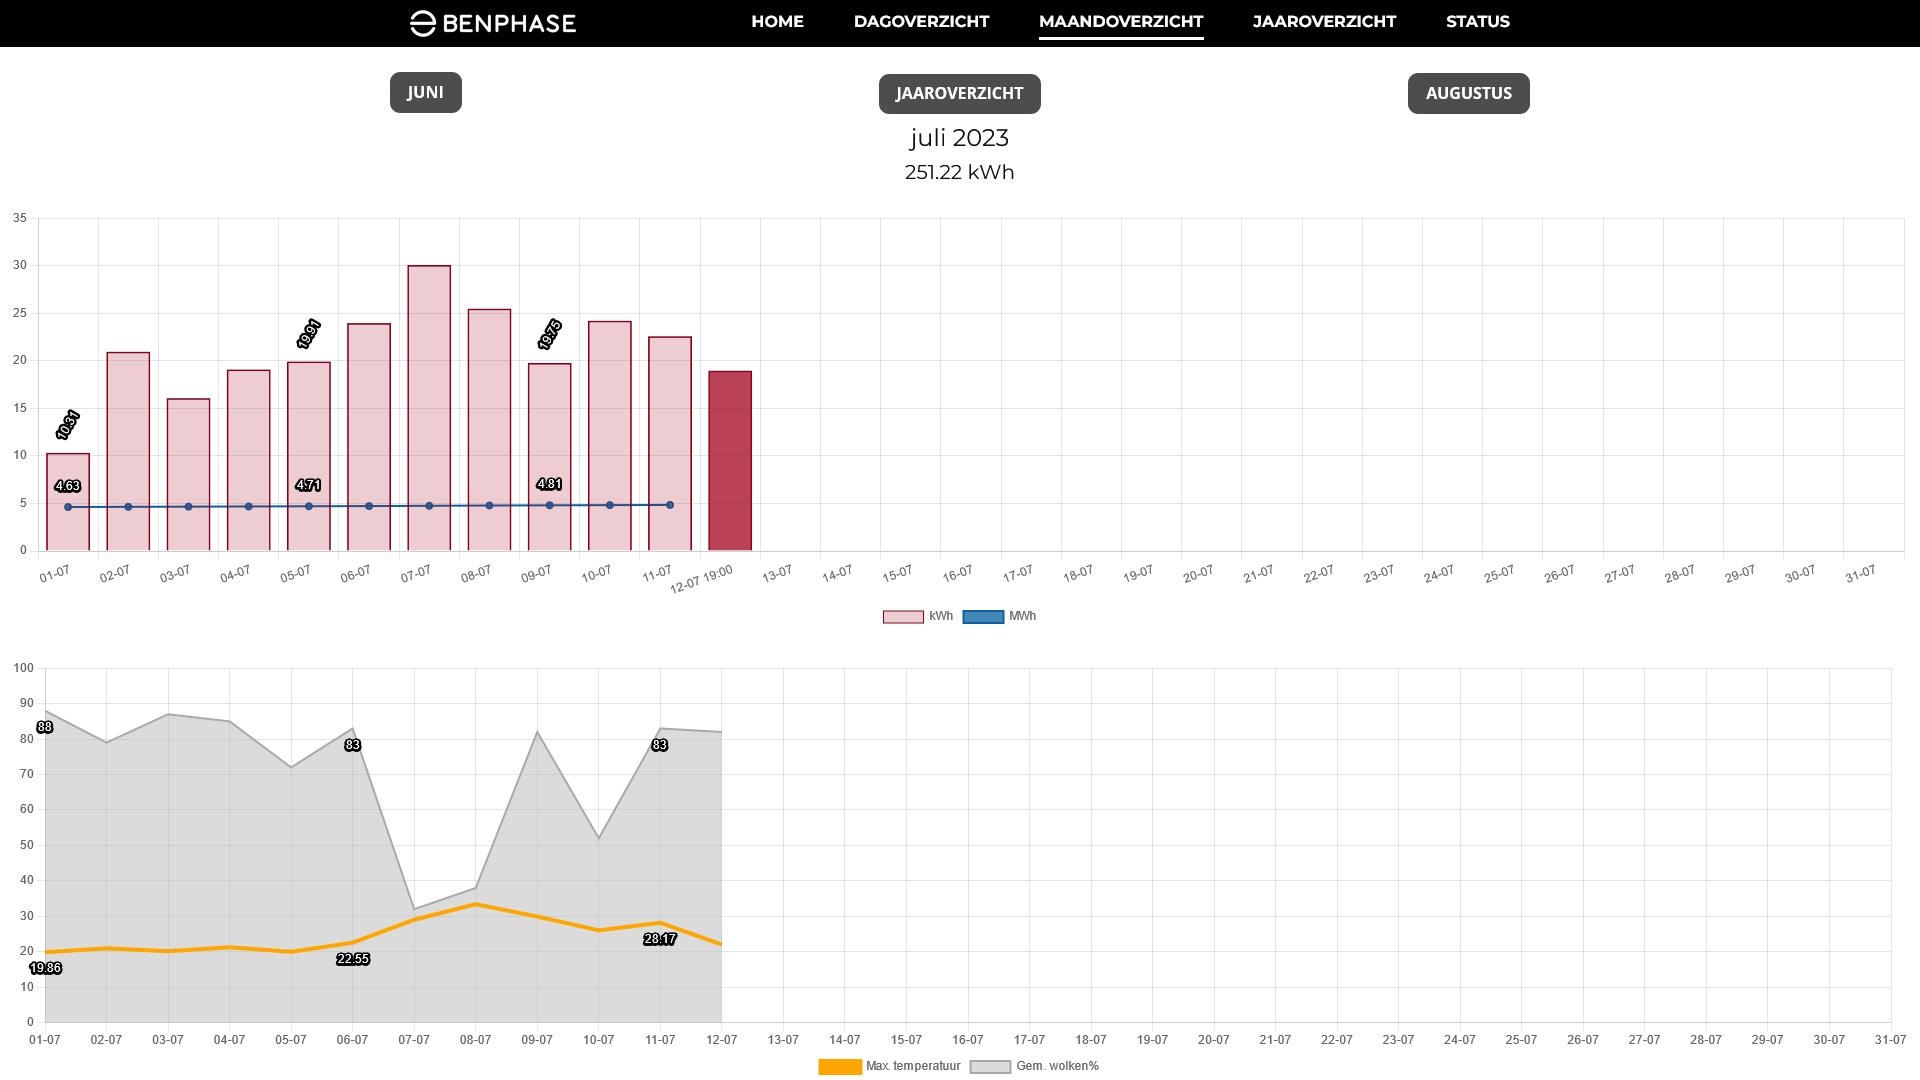 BENPHASE
HOME DAGOVERZICHT MAANDOVERZICHT JAAROVERZICHT STATUS
JUNI JAAROVERZICHT AUGUSTUS
juli 2023
251.22 kWh
35
30
25
20
15
10
5
0
10.31
19.91
19.75
4.63 4.71 4.81
01-07 02-07 03-07 04-07 05-07 06-07 07-07 08-07 09-07 10-07 11-07 12-07 19:00 13-07 14-07 15-07 16-07 17-07 18-07 19-07 20-07 21-07 22-07 23-07 24-07 25-07 26-07 27-07 28-07 29-07 30-07 31-07
kWh MWh
100
90
80
70
60
50
40
30
20
10
0
88 83 83
19.86 22.55 28.17
01-07 02-07 03-07 04-07 05-07 06-07 07-07 08-07 09-07 10-07 11-07 12-07 13-07 14-07 15-07 16-07 17-07 18-07 19-07 20-07 21-07 22-07 23-07 24-07 25-07 26-07 27-07 28-07 29-07 30-07 31-07
Max. temperatuur Gem. wolken%